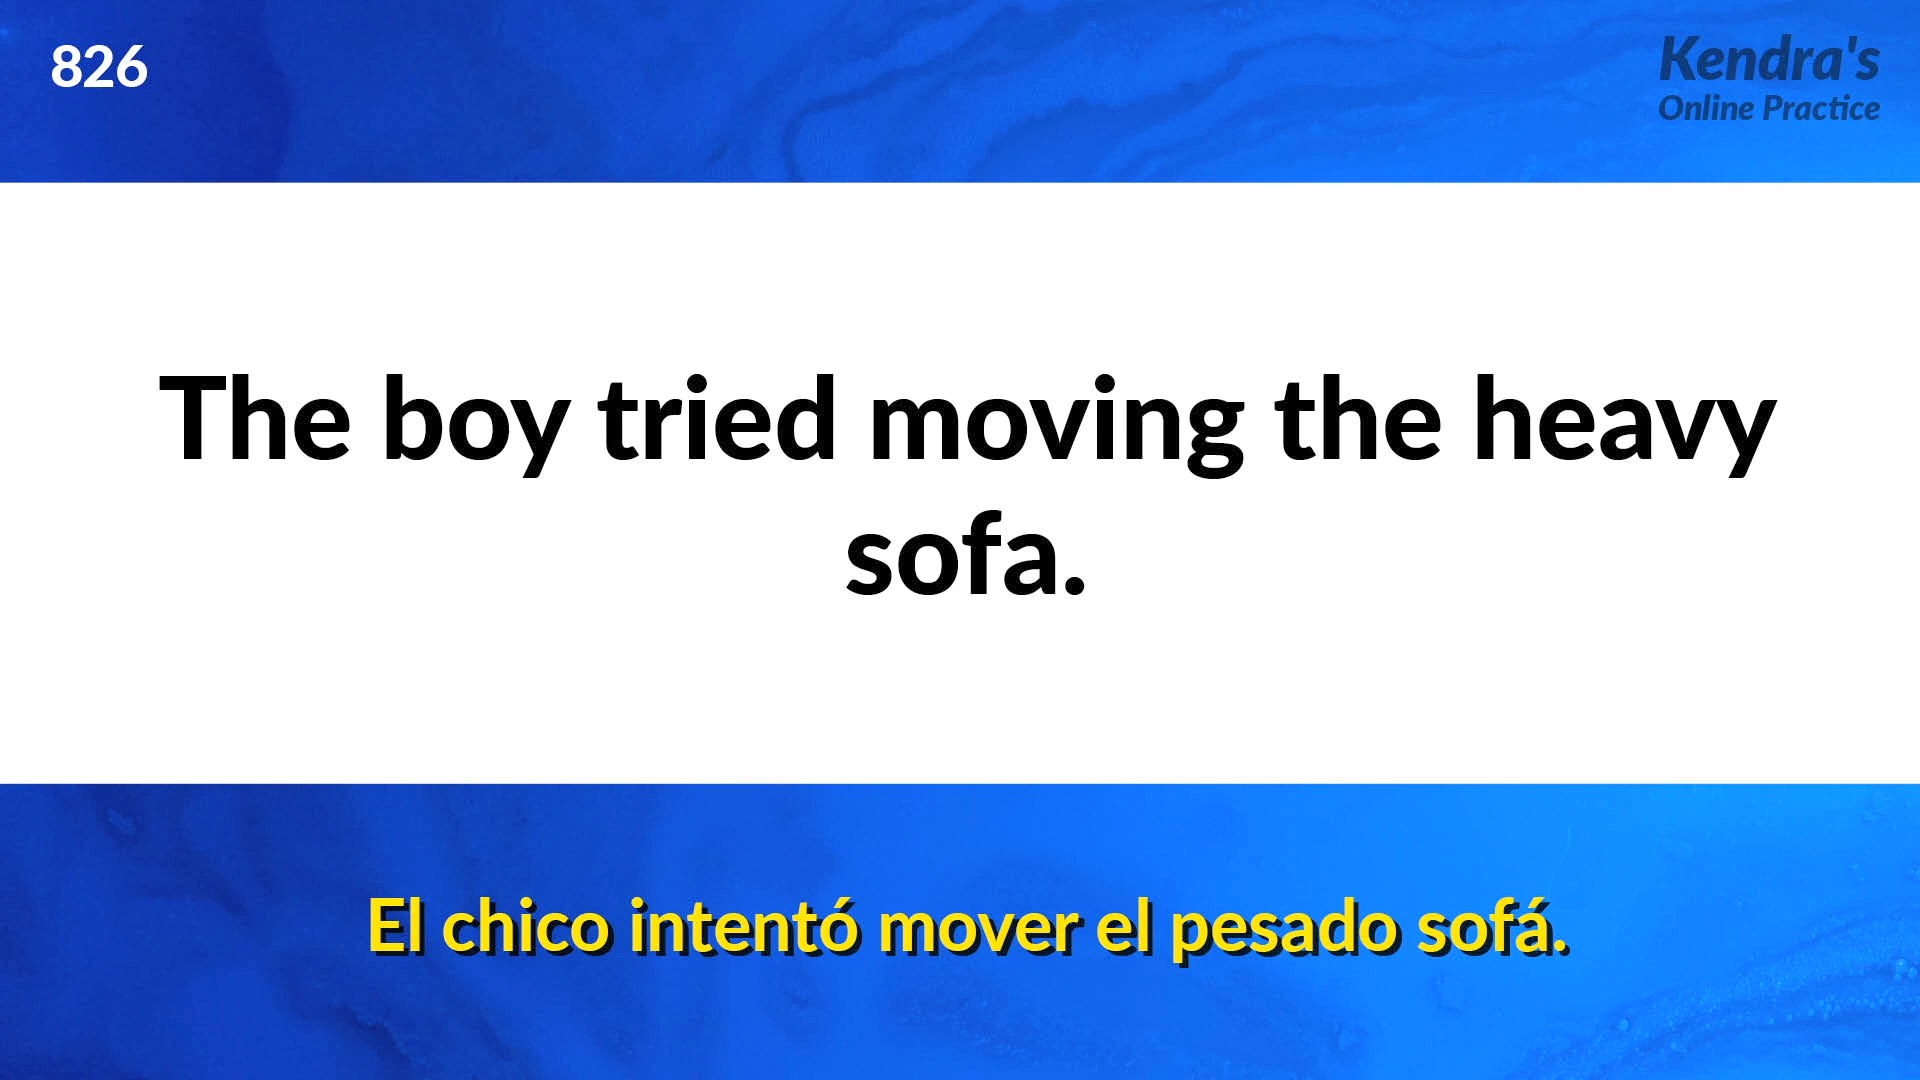 826
Kendra's
Online Practice
The boy tried moving the heavy
sofa.
El chico intentó mover el pesado sofá.